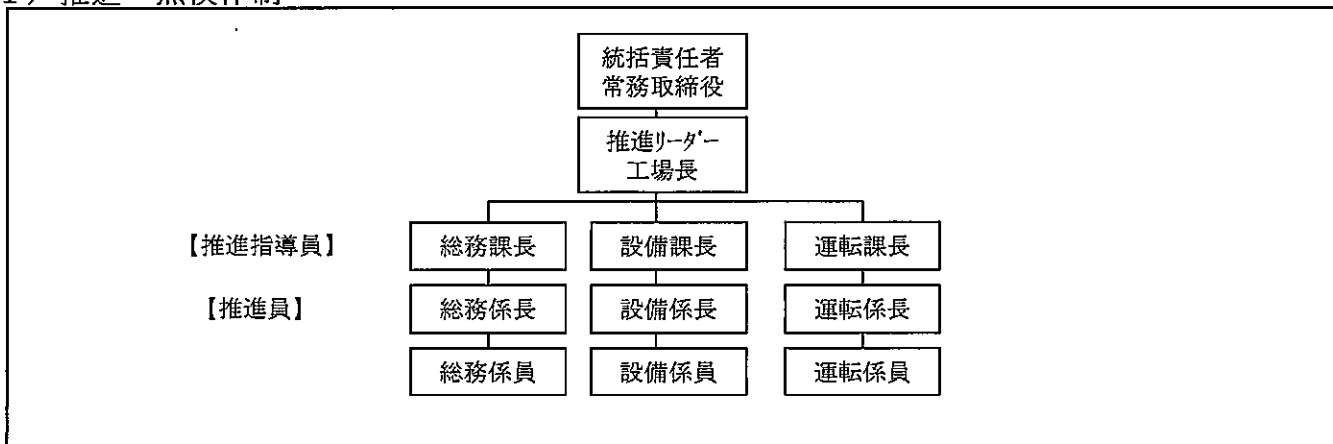 統括責任者
常務取締役
推進ﾘｰﾀﾞｰ
工場長
【推進指導員】 総務課長 設備課長 運転課長
【推進員】 総務係長 設備係長 運転係長
総務係員 設備係員 運転係員